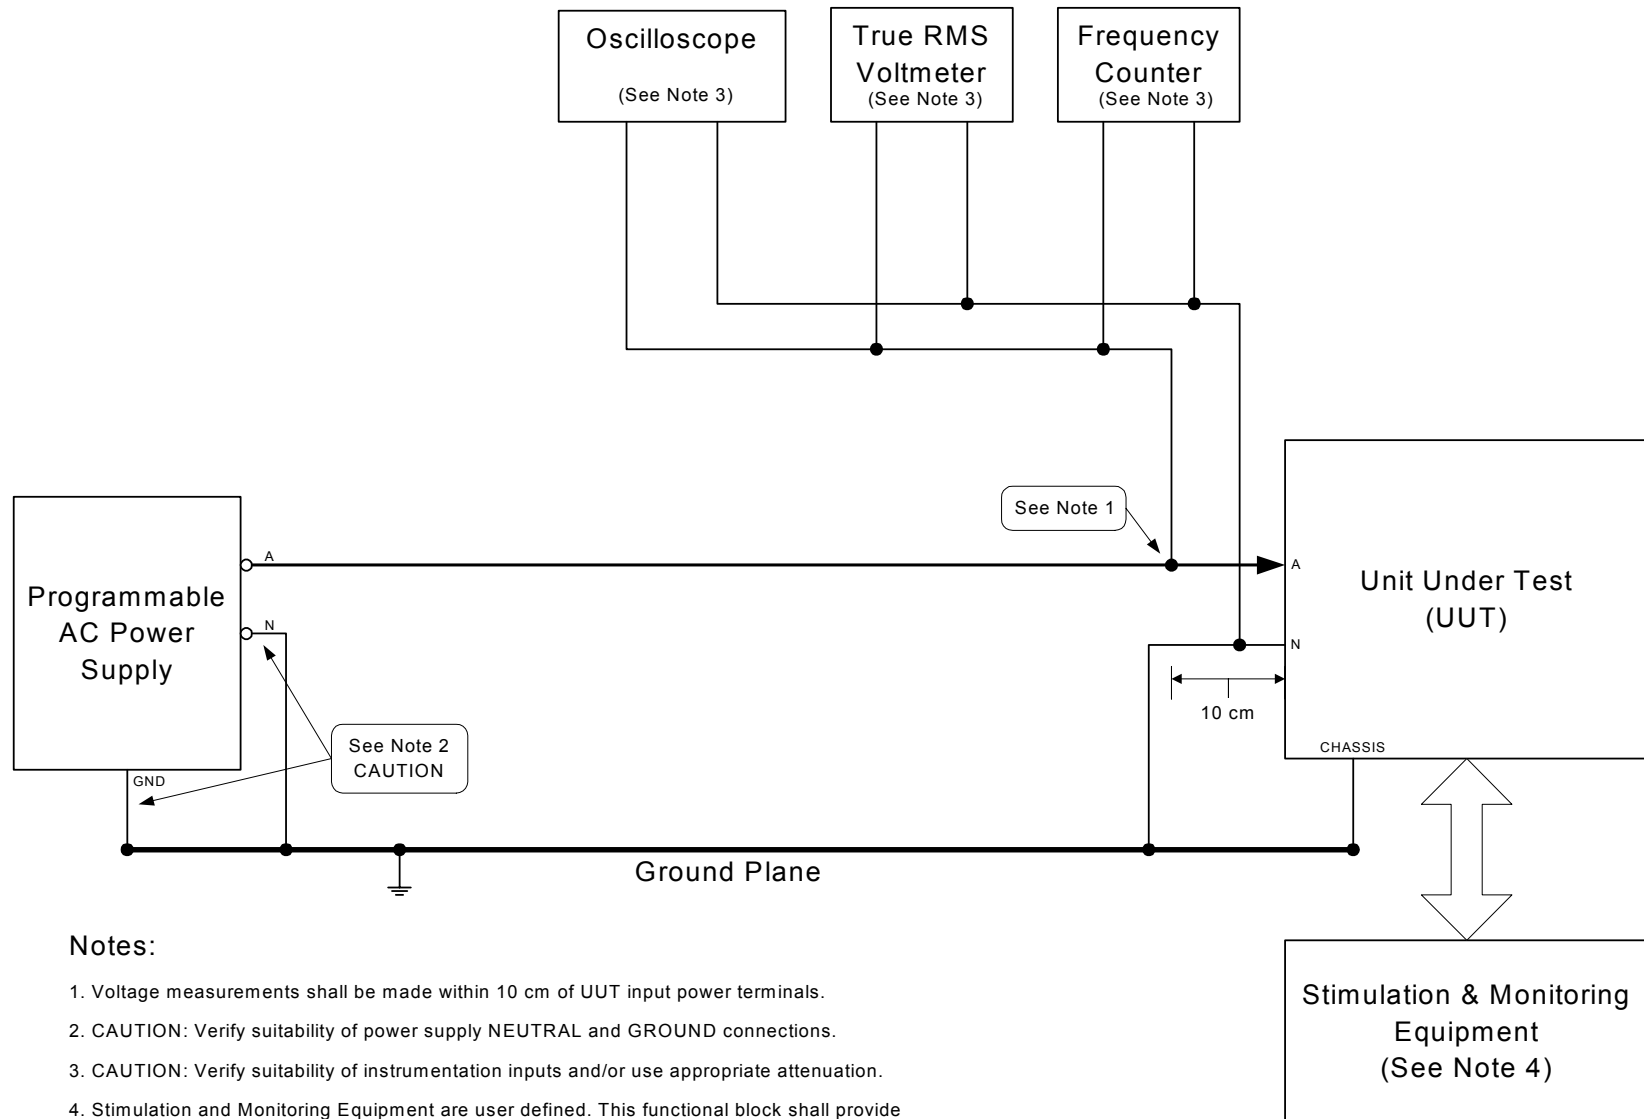 Oscilloscope
(See Note 3)
True RMS
Voltmeter
(See Note 3)
Frequency
Counter
(See Note 3)
See Note 1
Programmable
AC Power
Supply
A
N
GND
See Note 2
CAUTION
A
N
Unit Under Test
(UUT)
10 cm
CHASSIS
Ground Plane
Stimulation & Monitoring
Equipment
(See Note 4)
Notes:
1. Voltage measurements shall be made within 10 cm of UUT input power terminals.
2. CAUTION: Verify suitability of power supply NEUTRAL and GROUND connections.
3. CAUTION: Verify suitability of instrumentation inputs and/or use appropriate attenuation.
4. Stimulation and Monitoring Equipment are user defined. This functional block shall provide